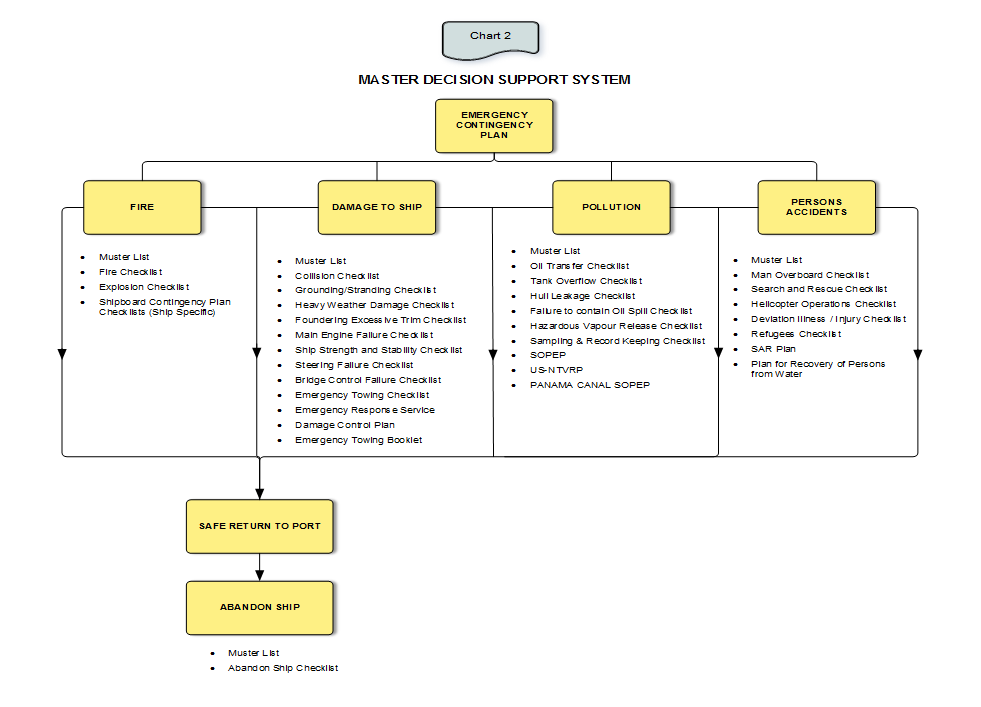 Chart 2
MASTER DECISION SUPPORT SYSTEM
EMERGENCY
CONTINGENCY
PLAN
FIRE
DAMAGE TO SHIP
POLLUTION
PERSONS
ACCIDENTS
• Muster List
• Fire Checklist
• Explosion Checklist
• Shipboard Contingency Plan
Checklists (Ship Specific)
• Muster List
• Collision Checklist
• Grounding/Stranding Checklist
• Heavy Weather Damage Checklist
• Foundering Excessive Trim Checklist
• Main Engine Failure Checklist
• Ship Strength and Stability Checklist
• Steering Failure Checklist
• Bridge Control Failure Checklist
• Emergency Towing Checklist
• Emergency Response Service
• Damage Control Plan
• Emergency Towing Booklet
• Muster List
• Oil Transfer Checklist
• Tank Overflow Checklist
• Hull Leakage Checklist
• Failure to contain Oil Spill Checklist
• Hazardous Vapour Release Checklist
• Sampling & Record Keeping Checklist
• SOPEP
• US-NTVRP
• PANAMA CANAL SOPEP
• Muster List
• Man Overboard Checklist
• Search and Rescue Checklist
• Helicopter Operations Checklist
• Deviation Illness / Injury Checklist
• Refugees Checklist
• SAR Plan
• Plan for Recovery of Persons
from Water
SAFE RETURN TO PORT
ABANDON SHIP
• Muster List
• Abandon Ship Checklist